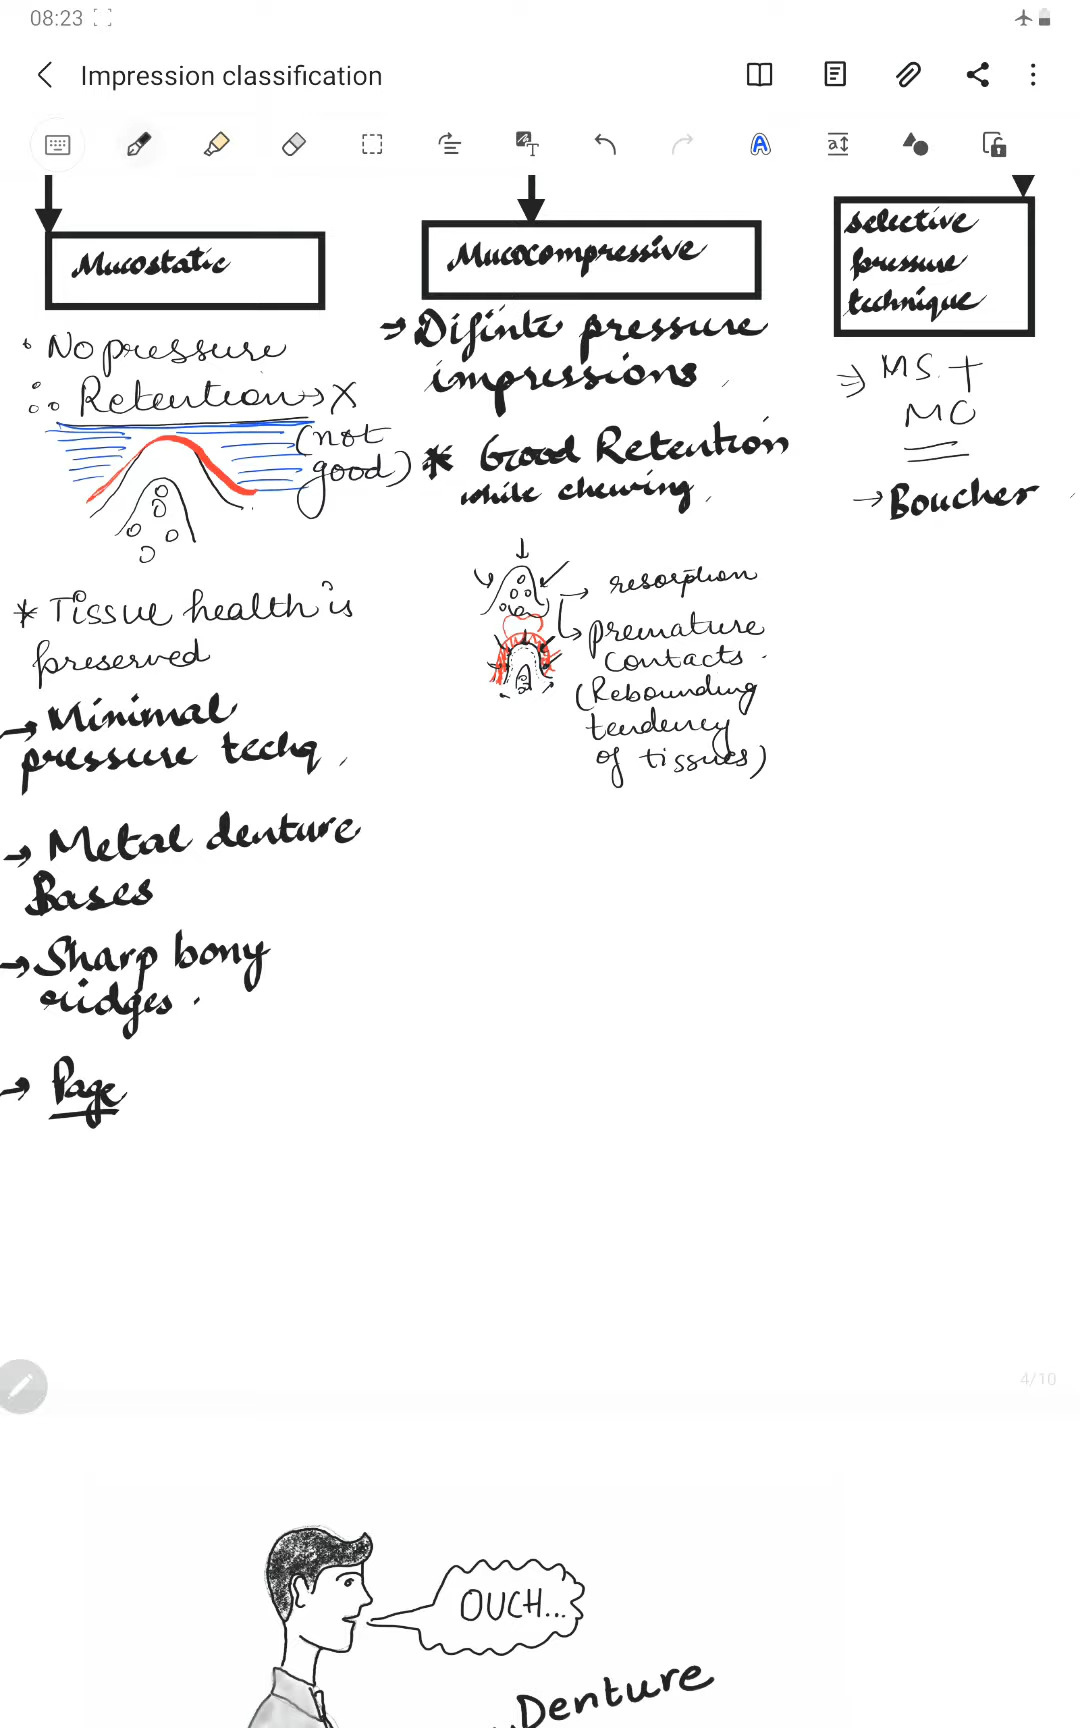 08:23
Impression classification
Mucostatic
• No pressure
∴ Retention → X
(not
good)
* Tissue health is
preserved
→ Minimal
pressure techq,
→ Metal denture
Bases
→ Sharp bony
ridges.
→ Page
Mucocompressive
→ Difinte pressure
impressions,
* Good Retention
while chewing,
→ resorption
→ premature
contacts.
(Rebounding
tendency
of tissues)
selective
pressure
technique
⇒ MS. +
MC
→ Boucher
4/10
OUCH...
Denture